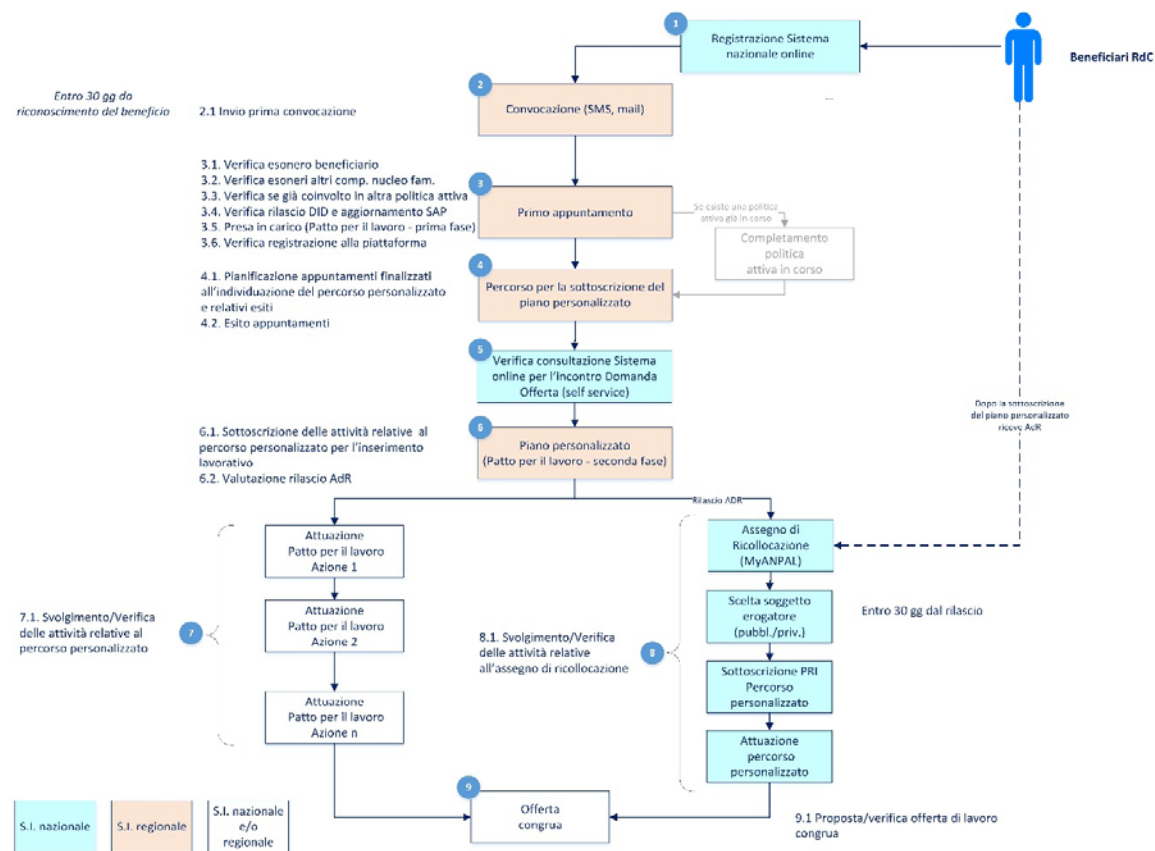 1
Registrazione Sistema
nazionale online
Beneficiari RdC
...
Entro 30 gg da
riconoscimento del beneficio
2.1 Invio prima convocazione
2
Convocazione (SMS, mail)
3.1. Verifica esonero beneficiario
3.2. Verifica esoneri altri comp. nucleo fam.
3.3. Verifica se già coinvolto in altra politica attiva
3.4. Verifica rilascio DID e aggiornamento SAP
3.5. Presa in carico (Patto per il lavoro - prima fase)
3.6. Verifica registrazione alla piattaforma
3
Primo appuntamento
Se esiste una politica
attiva già in corso
Completamento
politica
attiva in corso
4.1. Pianificazione appuntamenti finalizzati
all'individuazione del percorso personalizzato
e relativi esiti
4.2. Esito appuntamenti
4
Percorso per la sottoscrizione del
piano personalizzato
5
Verifica consultazione Sistema
online per l'Incontro Domanda
Offerta (self service)
Dopo la sottoscrizione
del piano personalizzato
riceve AdR
6.1. Sottoscrizione delle attività relative al
percorso personalizzato per l'inserimento
lavorativo
6.2. Valutazione rilascio AdR
6
Piano personalizzato
(Patto per il lavoro - seconda fase)
Rilascio ADR
7.1. Svolgimento/Verifica
delle attività relative al
percorso personalizzato
7
Attuazione
Patto per il lavoro
Azione 1
Attuazione
Patto per il lavoro
Azione 2
Attuazione
Patto per il lavoro
Azione n
8.1. Svolgimento/Verifica
delle attività relative
all'assegno di ricollocazione
8
Assegno di
Ricollocazione
(MyANPAL)
Scelta soggetto
erogatore
(pubbl./priv.)
Entro 30 gg dal rilascio
Sottoscrizione PRI
Percorso
personalizzato
Attuazione
percorso
personalizzato
9
Offerta
congrua
9.1 Proposta/verifica offerta di lavoro
congrua
S.I. nazionale
S.I. regionale
S.I. nazionale
e/o
regionale